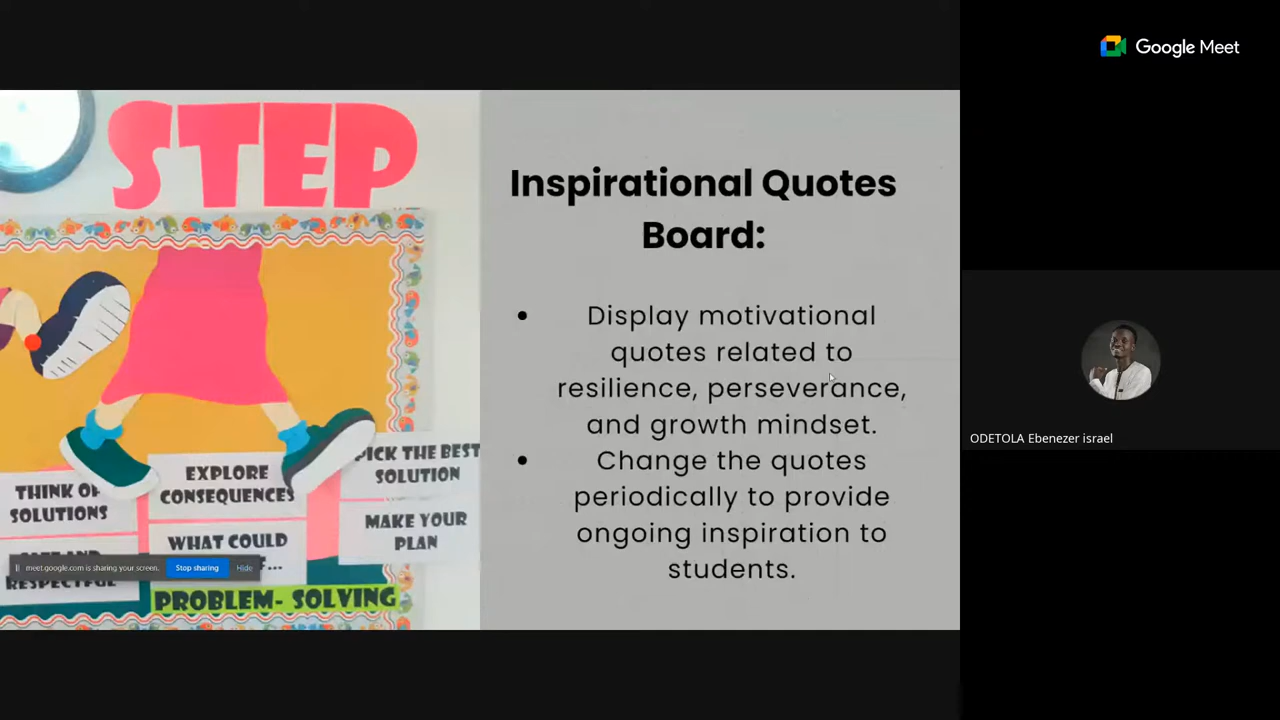 Google Meet
STEP
Inspirational Quotes
Board:
• Display motivational
quotes related to
resilience, perseverance,
and growth mindset.
• Change the quotes
periodically to provide
ongoing inspiration to
students.
THINK OF
SOLUTIONS
EXPLORE
CONSEQUENCES
PICK THE BEST
SOLUTION
WHAT COULD
MAKE YOUR
PLAN
RESPECTFUL
meet.google.com is sharing your screen.
Stop sharing
Hide
PROBLEM- SOLVING
ODETOLA Ebenezer israel